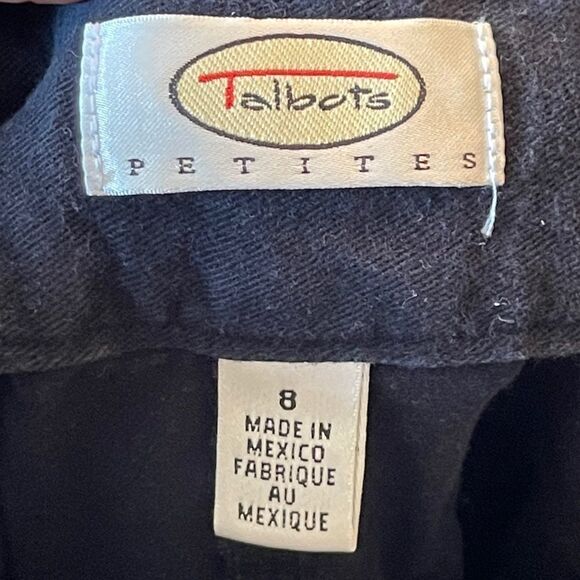 Talbots
PETITES
8
MADE IN
MEXICO
FABRIQUE
AU
MEXIQUE